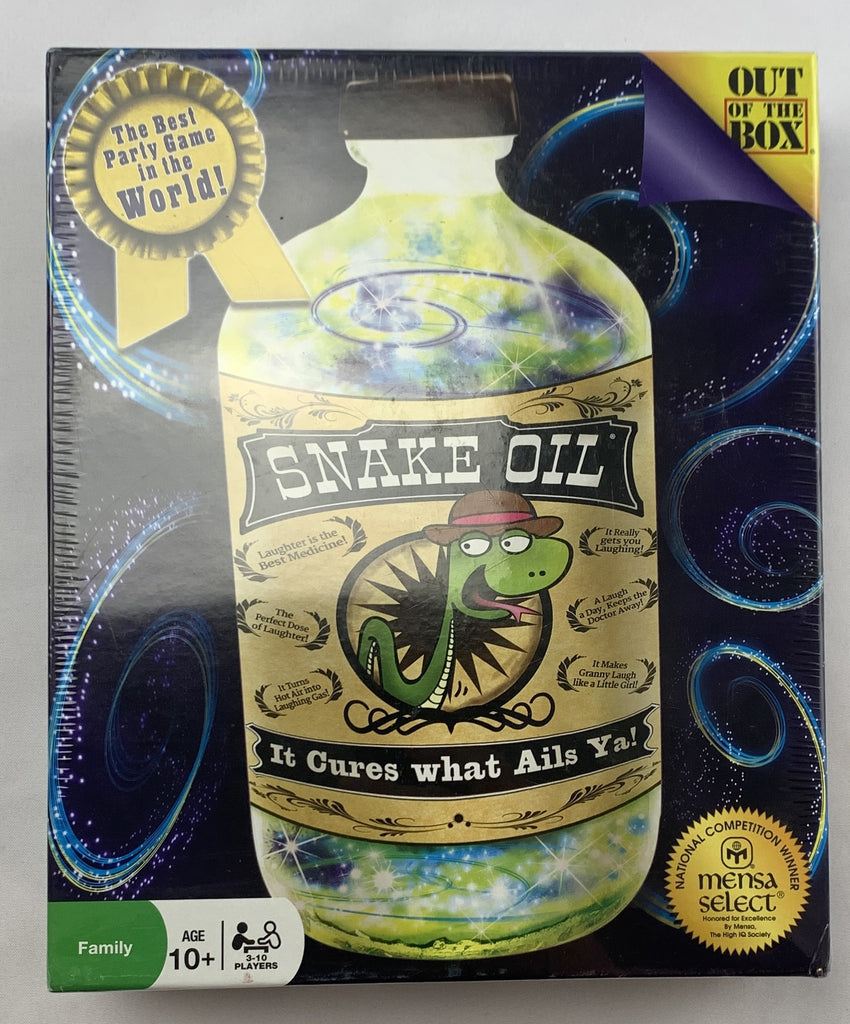 The Best
Party Game
in the
World!
OUT
OF THE
BOX
SNAKE OIL®
Laughter is the
Best Medicine!
It Really
gets you
Laughing!
The
Perfect Dose
of Laughter!
A Laugh
a Day, Keeps the
Doctor Away!
It Turns
Hot Air into
Laughing Gas!
It Makes
Granny Laugh
like a Little Girl!
It Cures what Ails Ya!
NATIONAL COMPETITION WINNER
mensa
SELECT®
Honored for Excellence
By Mensa,
The High IQ Society
Family
AGE
10+
3-10
PLAYERS